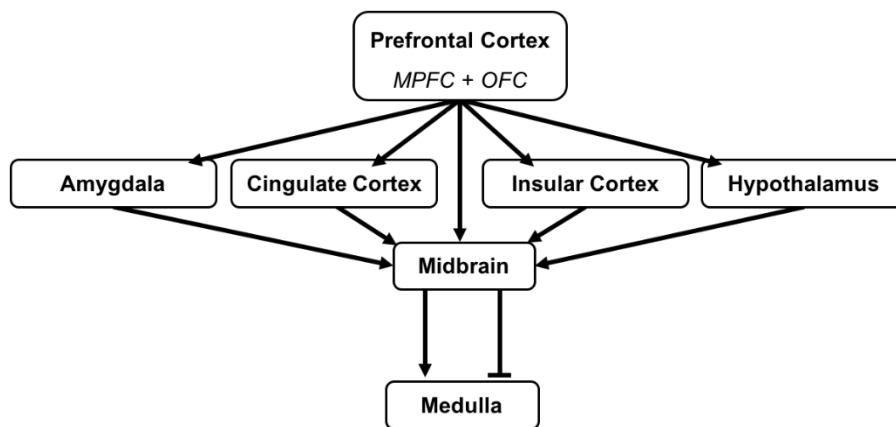 Prefrontal Cortex
MPFC + OFC
Amygdala
Cingulate Cortex
Insular Cortex
Hypothalamus
Midbrain
Medulla